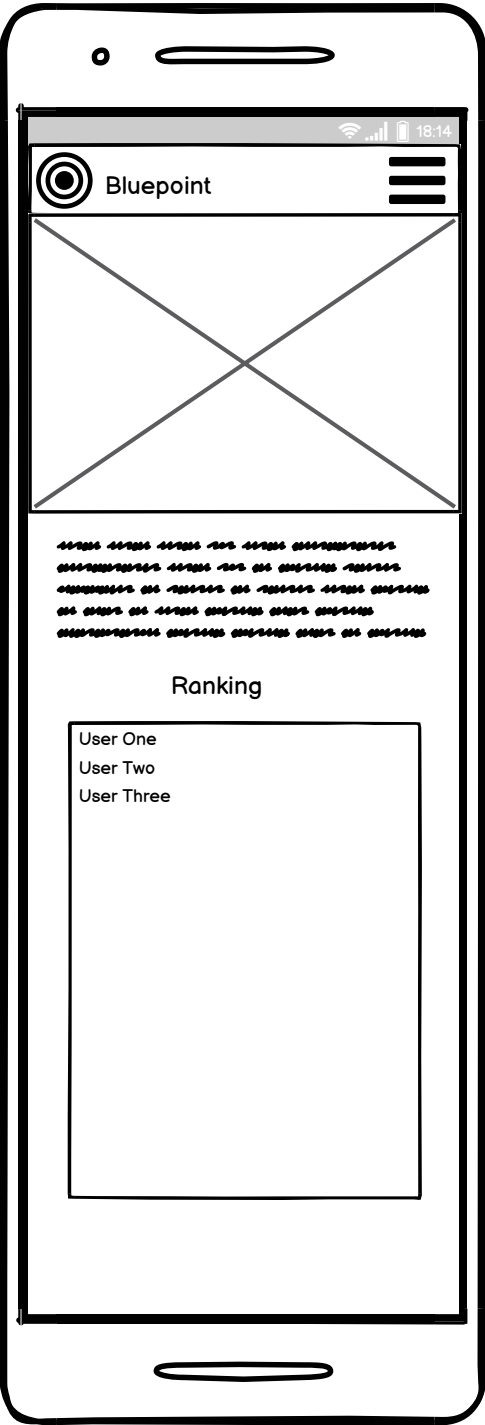 18:14
Bluepoint
Ranking
User One
User Two
User Three